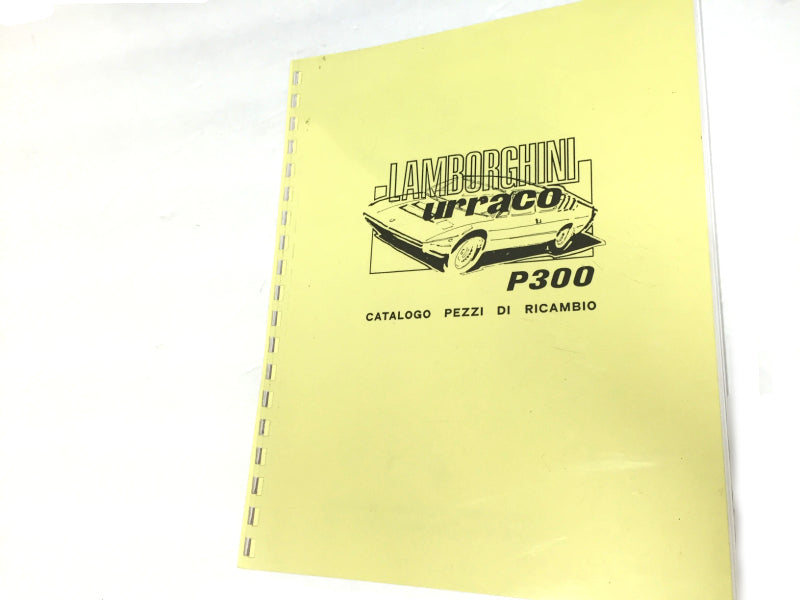 LAMBORGHINI
urraco
P300
CATALOGO PEZZI DI RICAMBIO